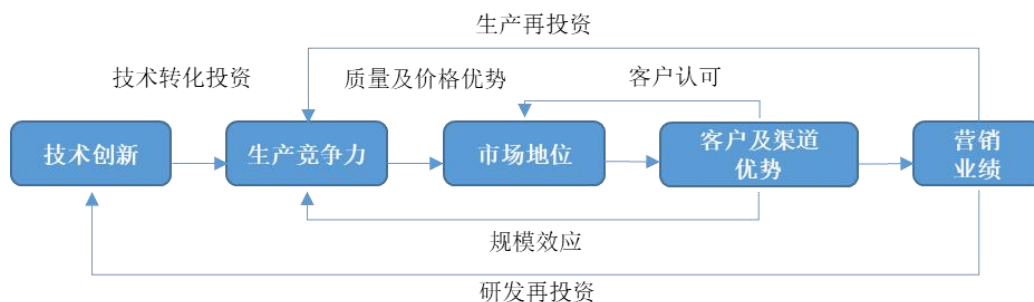 生产再投资
技术转化投资
质量及价格优势
客户认可
技术创新
生产竞争力
市场地位
客户及渠道
优势
营销
业绩
规模效应
研发再投资